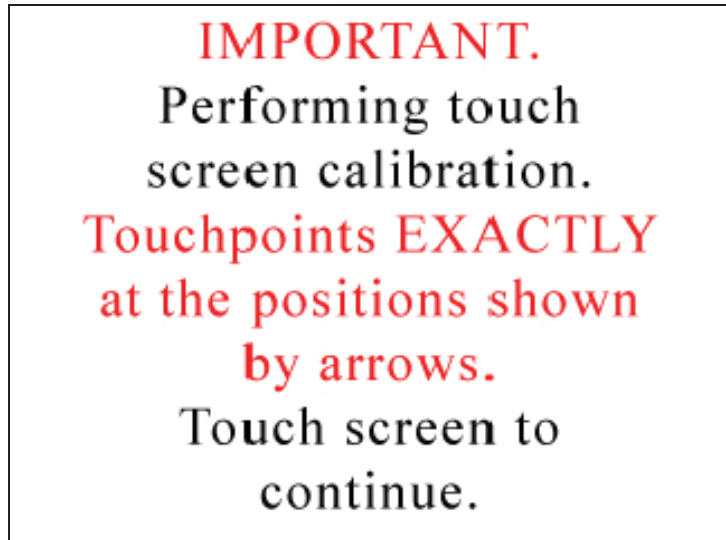 IMPORTANT.
Performing touch
screen calibration.
Touchpoints EXACTLY
at the positions shown
by arrows.
Touch screen to
continue.